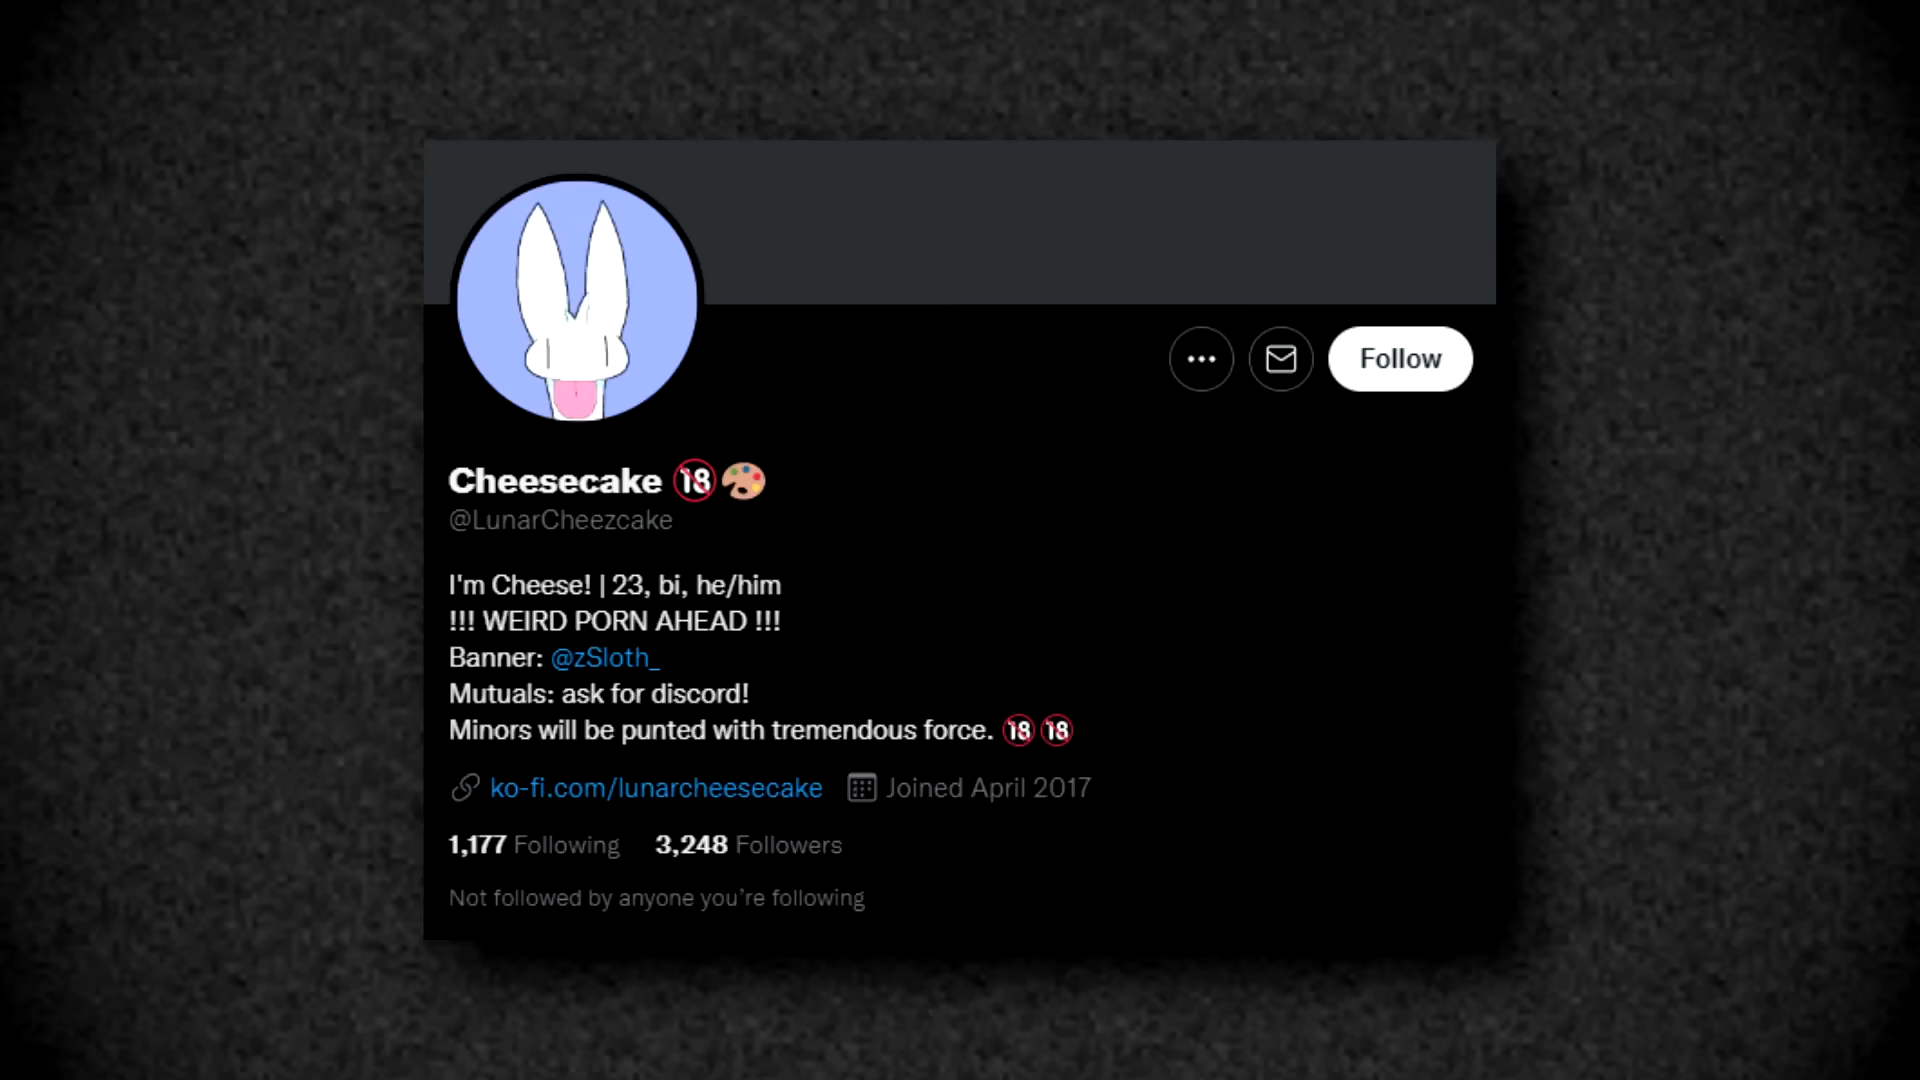 Follow
Cheesecake 🔞🎨
@LunarCheezcake
I'm Cheese! | 23, bi, he/him
!!! WEIRD PORN AHEAD !!!
Banner: @zSloth_
Mutuals: ask for discord!
Minors will be punted with tremendous force. 🔞🔞
ko-fi.com/lunarcheesecake Joined April 2017
1,177 Following 3,248 Followers
Not followed by anyone you're following